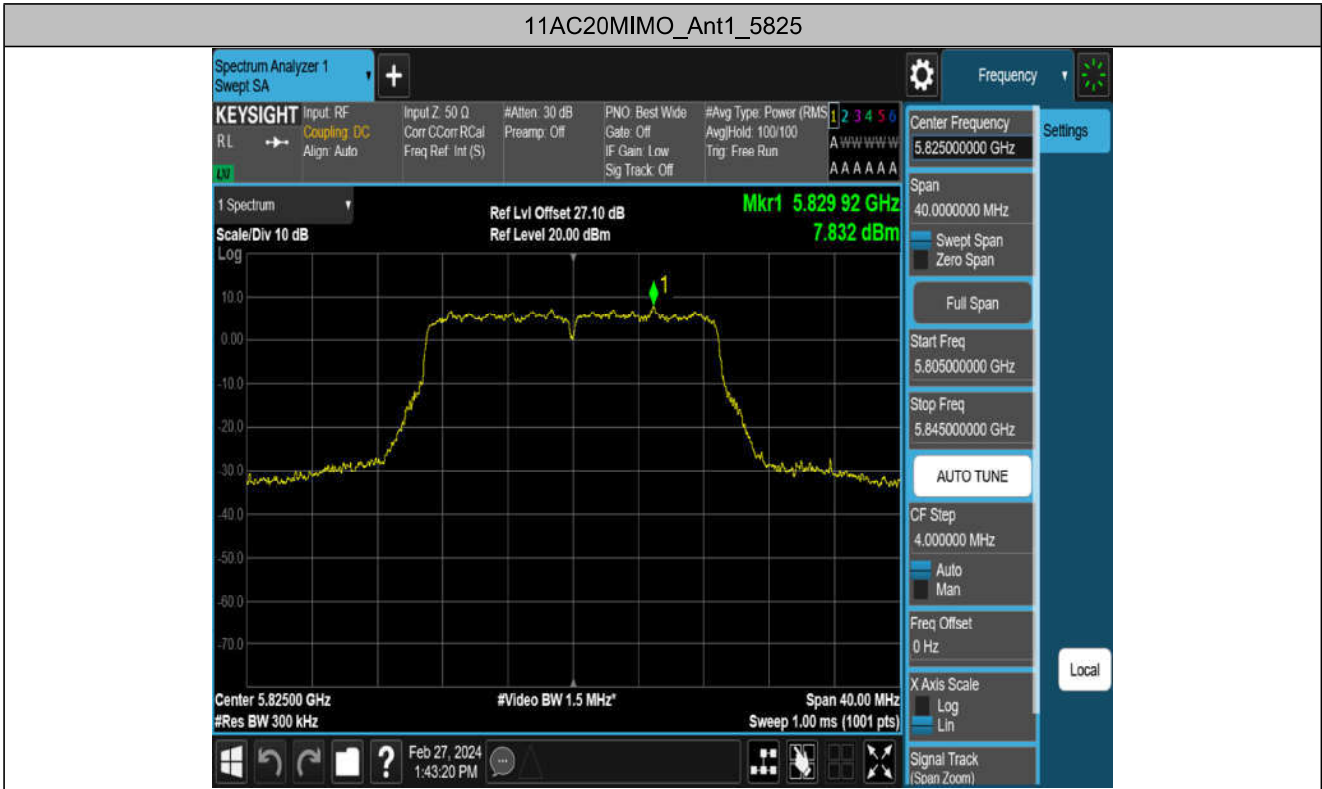 11AC20MIMO_Ant1_5825
Spectrum Analyzer 1
Swept SA
Frequency
KEYSIGHT
RL
LXI
Input: RF
Coupling: DC
Align: Auto
Input Z: 50 Ω
Corr CCorr RCal
Freq Ref: Int (S)
#Atten: 30 dB
Preamp: Off
PNO: Best Wide
Gate: Off
IF Gain: Low
Sig Track: Off
#Avg Type: Power (RMS
Avg|Hold: 100/100
Trig: Free Run
1 2 3 4 5 6
A W W W W W
A A A A A A
1 Spectrum
Scale/Div 10 dB
Log
Ref Lvl Offset 27.10 dB
Ref Level 20.00 dBm
Mkr1 5.829 92 GHz
7.832 dBm
1
10.0
0.00
-10.0
-20.0
-30.0
-40.0
-50.0
-60.0
-70.0
Center 5.82500 GHz
#Res BW 300 kHz
#Video BW 1.5 MHz*
Span 40.00 MHz
Sweep 1.00 ms (1001 pts)
Center Frequency
5.825000000 GHz
Settings
Span
40.0000000 MHz
Swept Span
Zero Span
Full Span
Start Freq
5.805000000 GHz
Stop Freq
5.845000000 GHz
AUTO TUNE
CF Step
4.000000 MHz
Auto
Man
Freq Offset
0 Hz
X Axis Scale
Log
Lin
Local
Signal Track
(Span Zoom)
?
Feb 27, 2024
1:43:20 PM